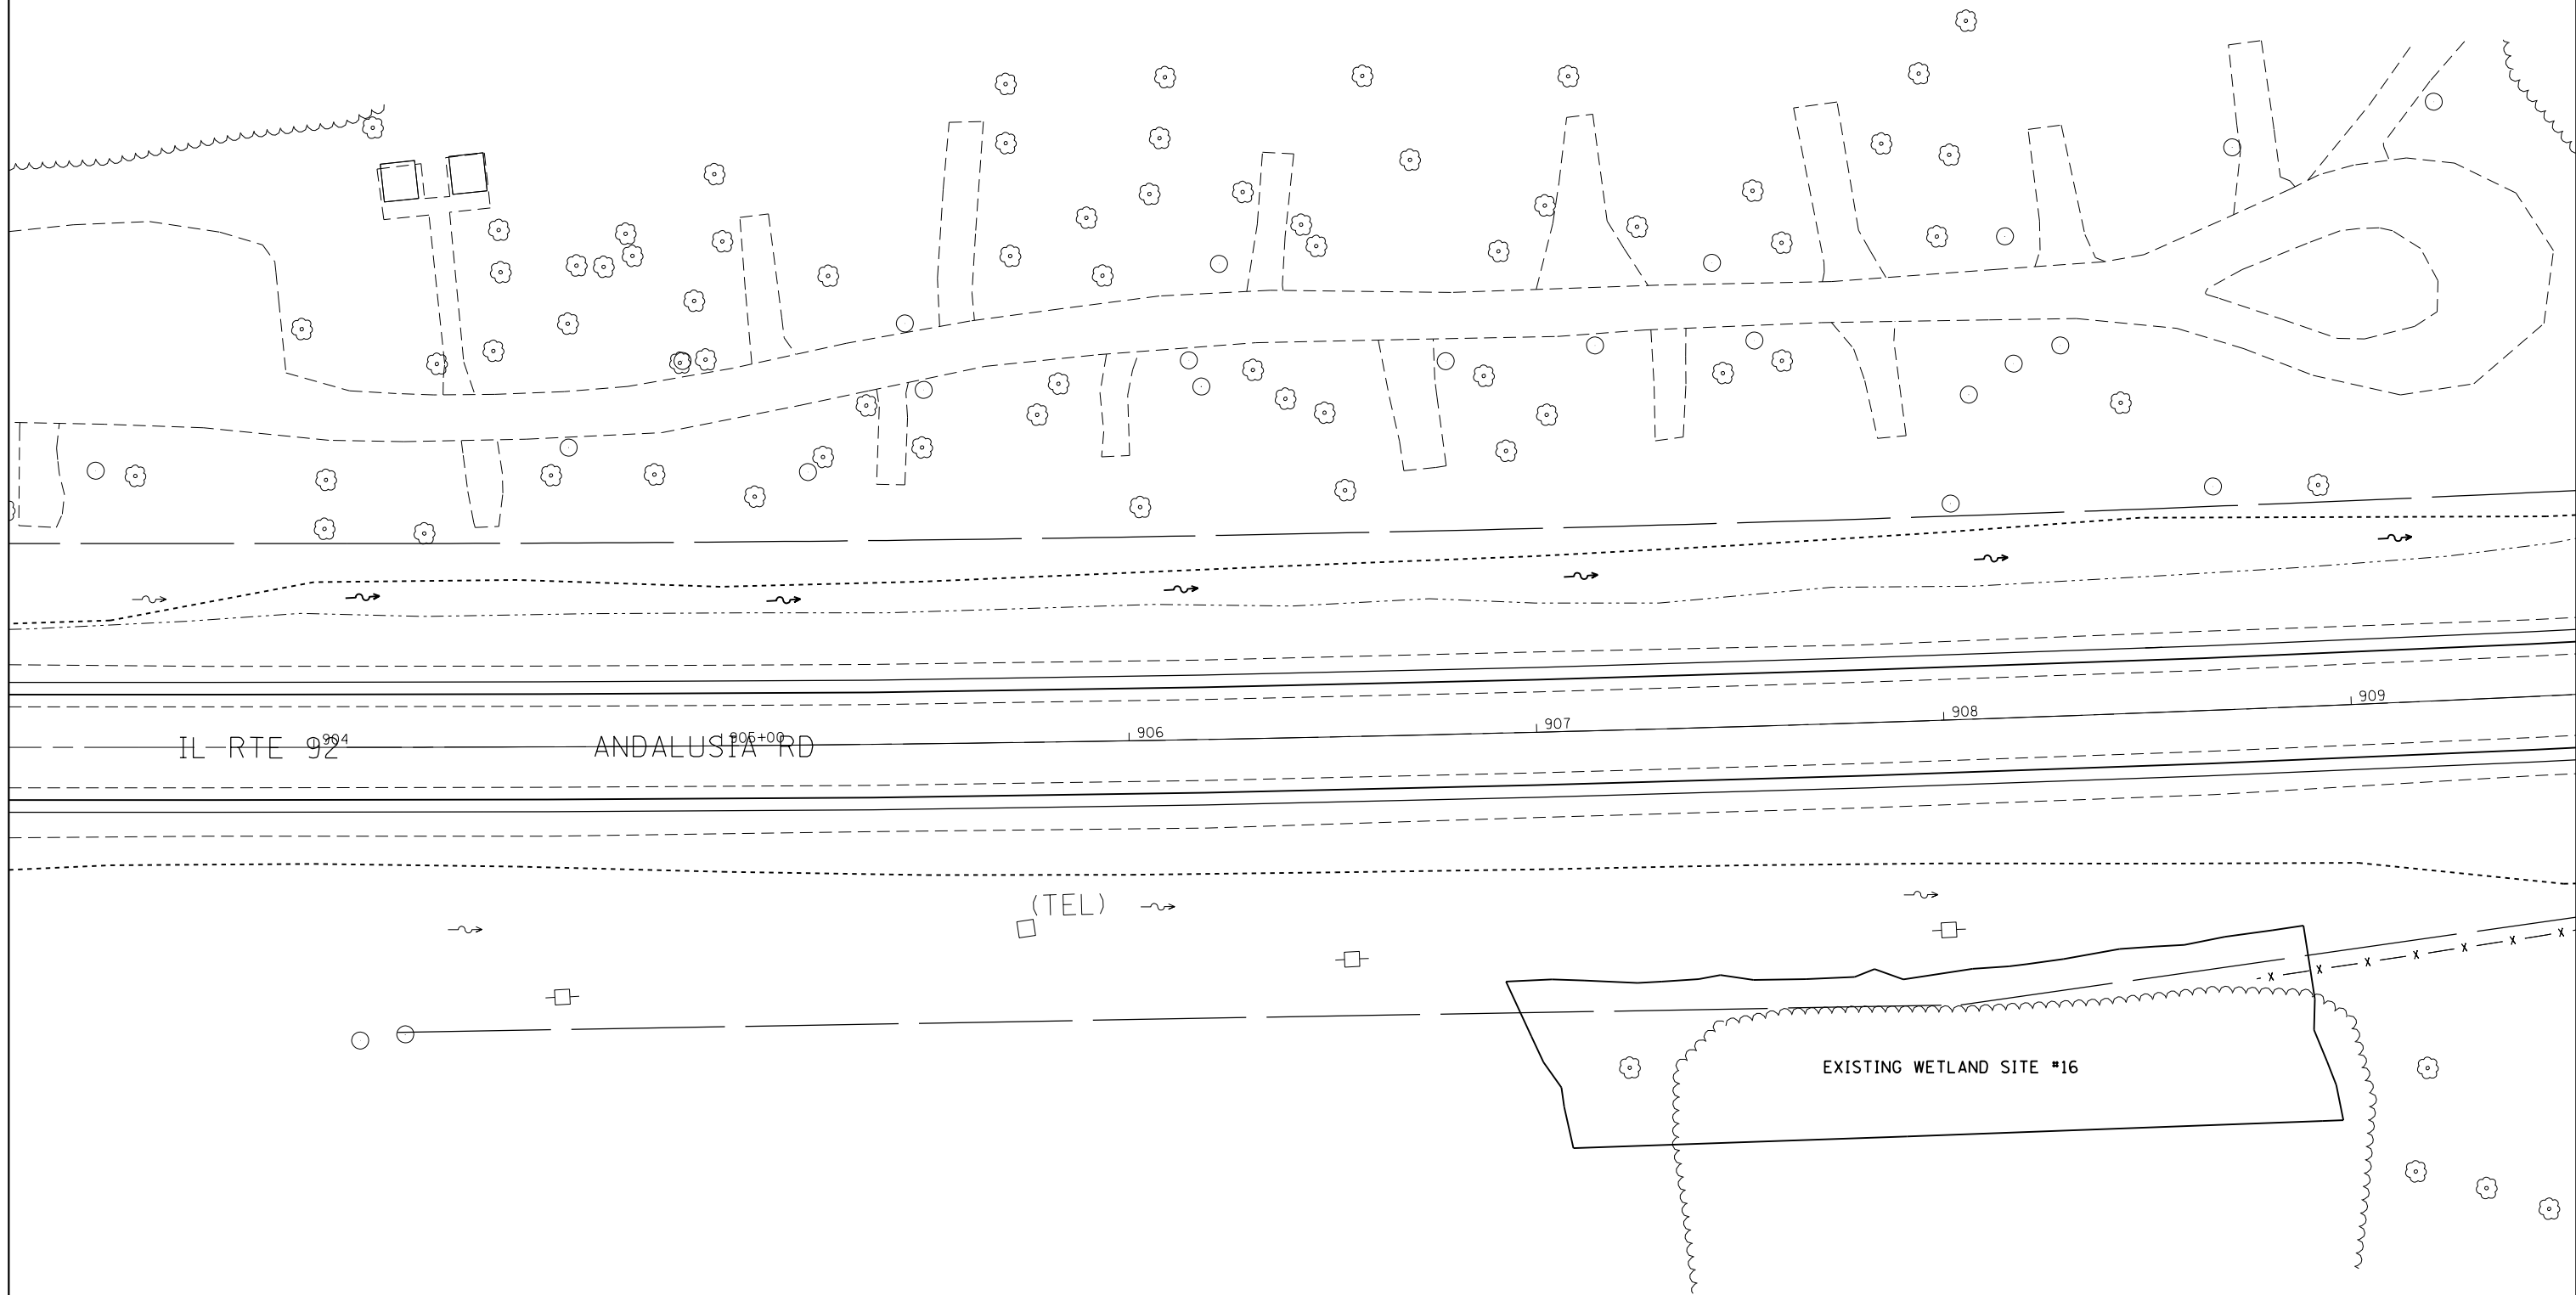 909
908
907
906
905+00
904
IL RTE 92 ANDALUSIA RD
(TEL)
x x x x x x x
EXISTING WETLAND SITE #16